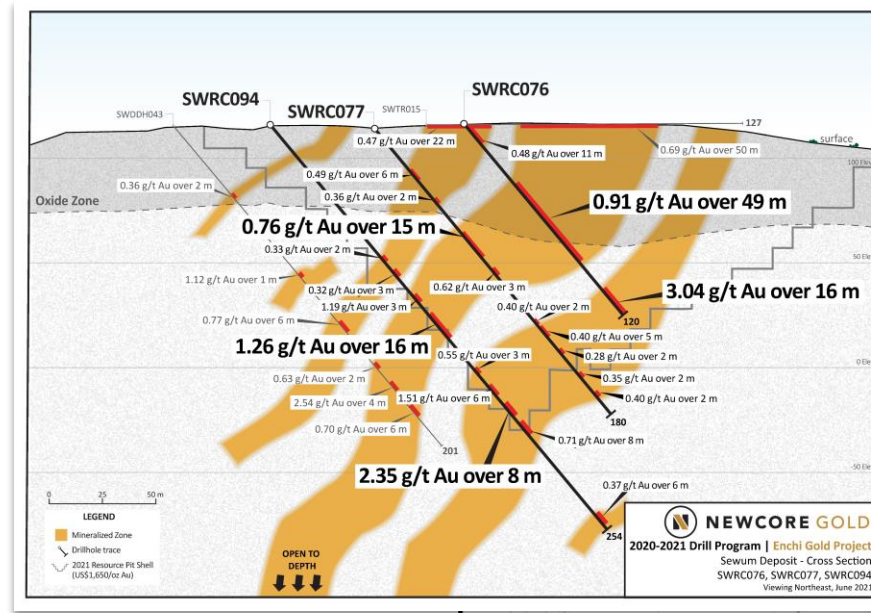 SWRC076
SWRC094
SWRC077
SWTR015
SWDDH043
127
surface
0.47 g/t Au over 22 m
0.48 g/t Au over 11 m
0.69 g/t Au over 50 m
100 Elev
0.49 g/t Au over 6 m
0.36 g/t Au over 2 m
0.36 g/t Au over 2 m
Oxide Zone
0.91 g/t Au over 49 m
0.76 g/t Au over 15 m
0.33 g/t Au over 2 m
50 Elev
1.12 g/t Au over 1 m
0.62 g/t Au over 3 m
0.32 g/t Au over 3 m
3.04 g/t Au over 16 m
1.19 g/t Au over 3 m
0.40 g/t Au over 2 m
120
0.77 g/t Au over 6 m
0.40 g/t Au over 5 m
1.26 g/t Au over 16 m
0.28 g/t Au over 2 m
0.55 g/t Au over 3 m
0 Elev
0.63 g/t Au over 2 m
0.35 g/t Au over 2 m
2.54 g/t Au over 4 m
1.51 g/t Au over 6 m
0.40 g/t Au over 2 m
180
0.70 g/t Au over 6 m
0.71 g/t Au over 8 m
201
2.35 g/t Au over 8 m
-50 Elev
0.37 g/t Au over 6 m
254
0 25 50 m
LEGEND
Mineralized Zone
Drillhole trace
2021 Resource Pit Shell
(US$1,650/oz Au)
OPEN TO
DEPTH
NEWCORE GOLD
2020-2021 Drill Program | Enchi Gold Project
Sewum Deposit - Cross Section
SWRC076, SWRC077, SWRC094
Viewing Northeast, June 2021